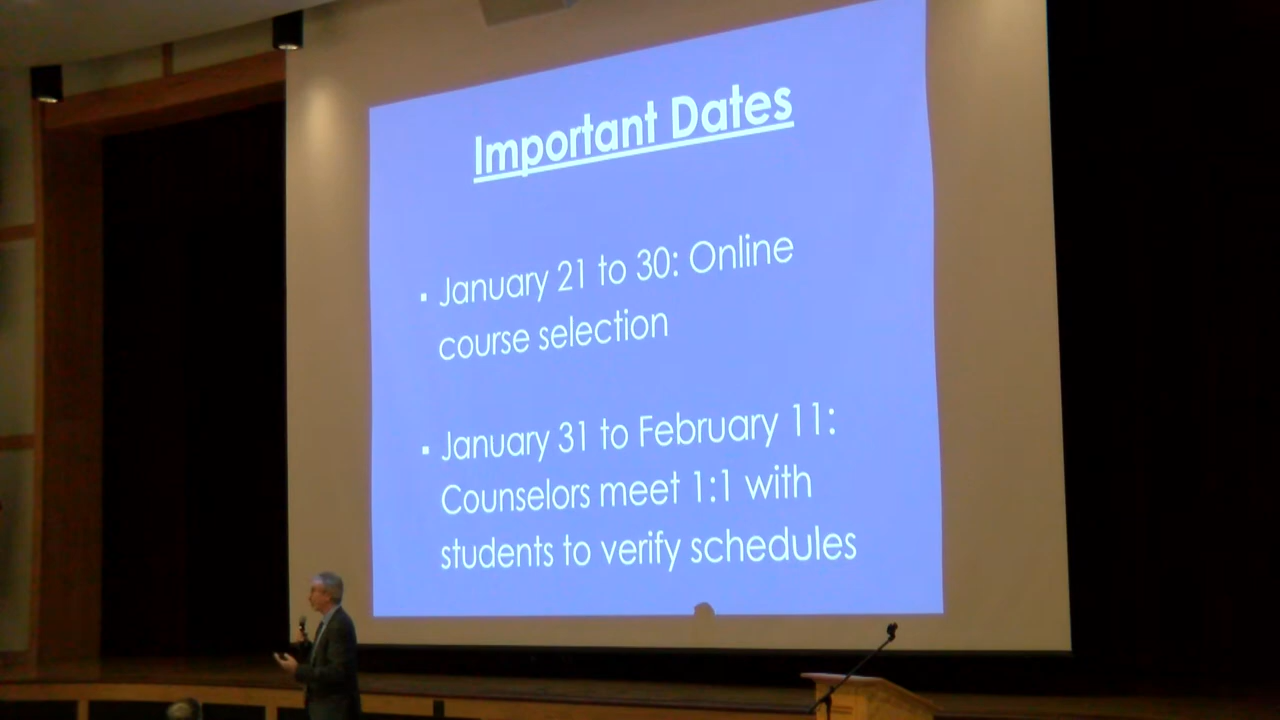 Important Dates
▪ January 21 to 30: Online
course selection
▪ January 31 to February 11:
Counselors meet 1:1 with
students to verify schedules